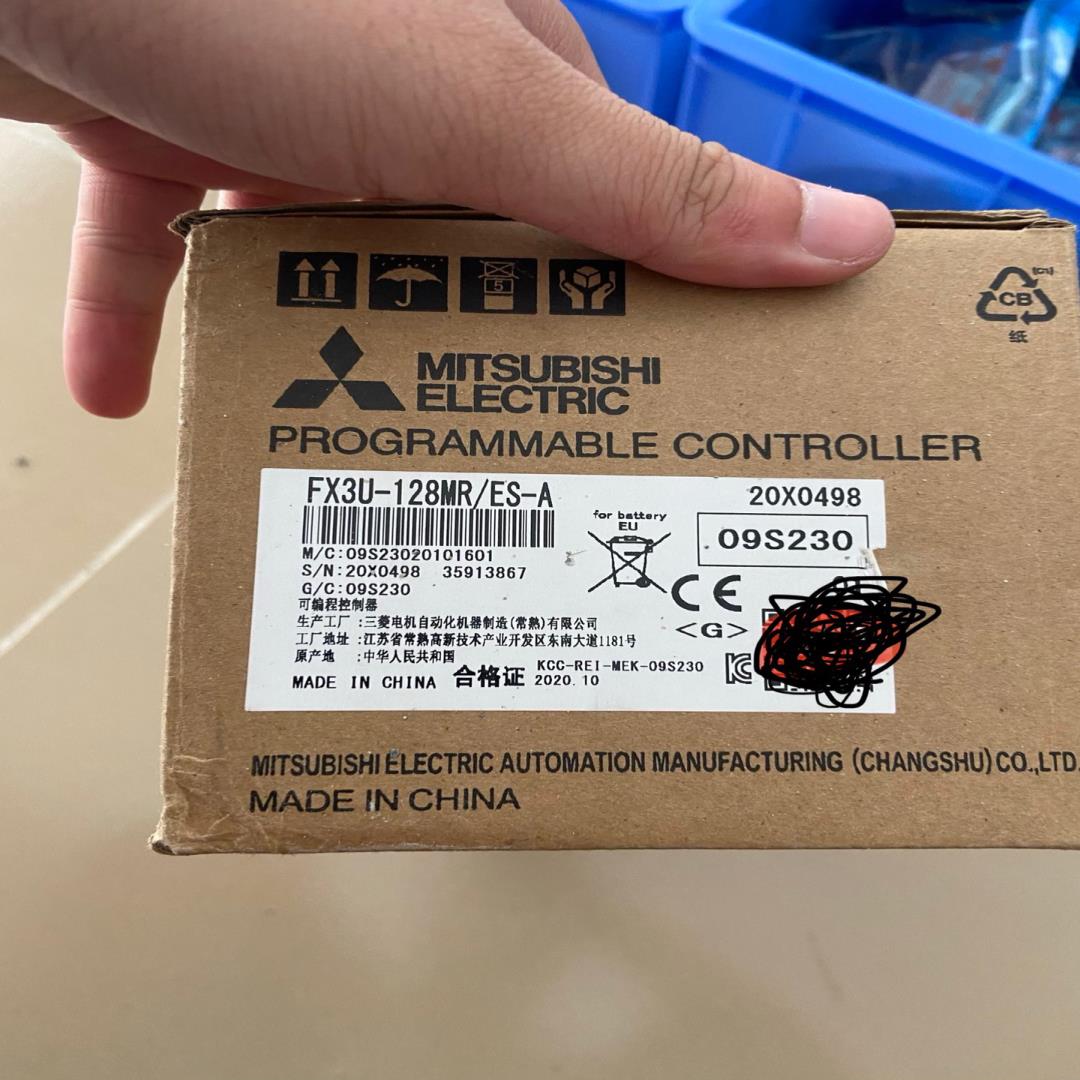 5
CB
纸
MITSUBISHI
ELECTRIC
PROGRAMMABLE CONTROLLER
FX3U-128MR/ES-A
20X0498
for battery
EU
09S230
M/C:09S23020101601
S/N:20X0498 35913867
G/C:09S230
可编程控制器
生产工厂:三菱电机自动化机器制造(常熟)有限公司
工厂地址:江苏省常熟高新技术产业开发区东南大道1181号
原产地:中华人民共和国
MADE IN CHINA 合格证 2020.10
KCC-REI-MEK-09S230
CE
<G>
MITSUBISHI ELECTRIC AUTOMATION MANUFACTURING (CHANGSHU) CO.,LTD.
MADE IN CHINA